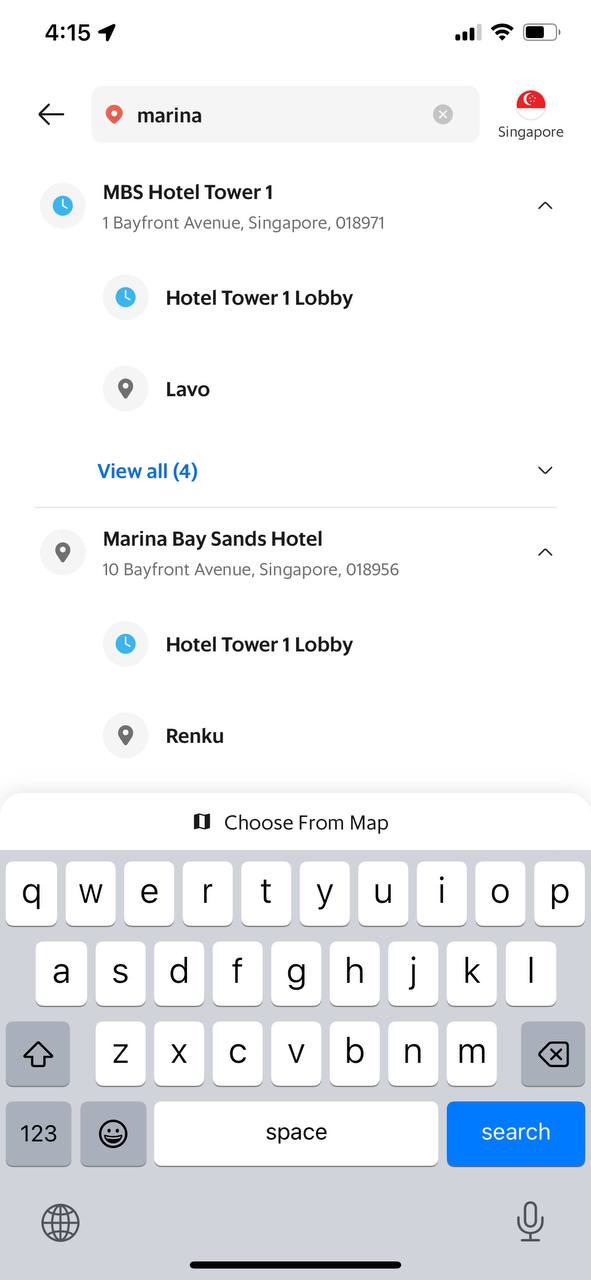 4:15
marina
Singapore
MBS Hotel Tower 1
1 Bayfront Avenue, Singapore, 018971
Hotel Tower 1 Lobby
Lavo
View all (4)
Marina Bay Sands Hotel
10 Bayfront Avenue, Singapore, 018956
Hotel Tower 1 Lobby
Renku
Choose From Map
q w e r t y u i o p
a s d f g h j k l
z x c v b n m
123 space search